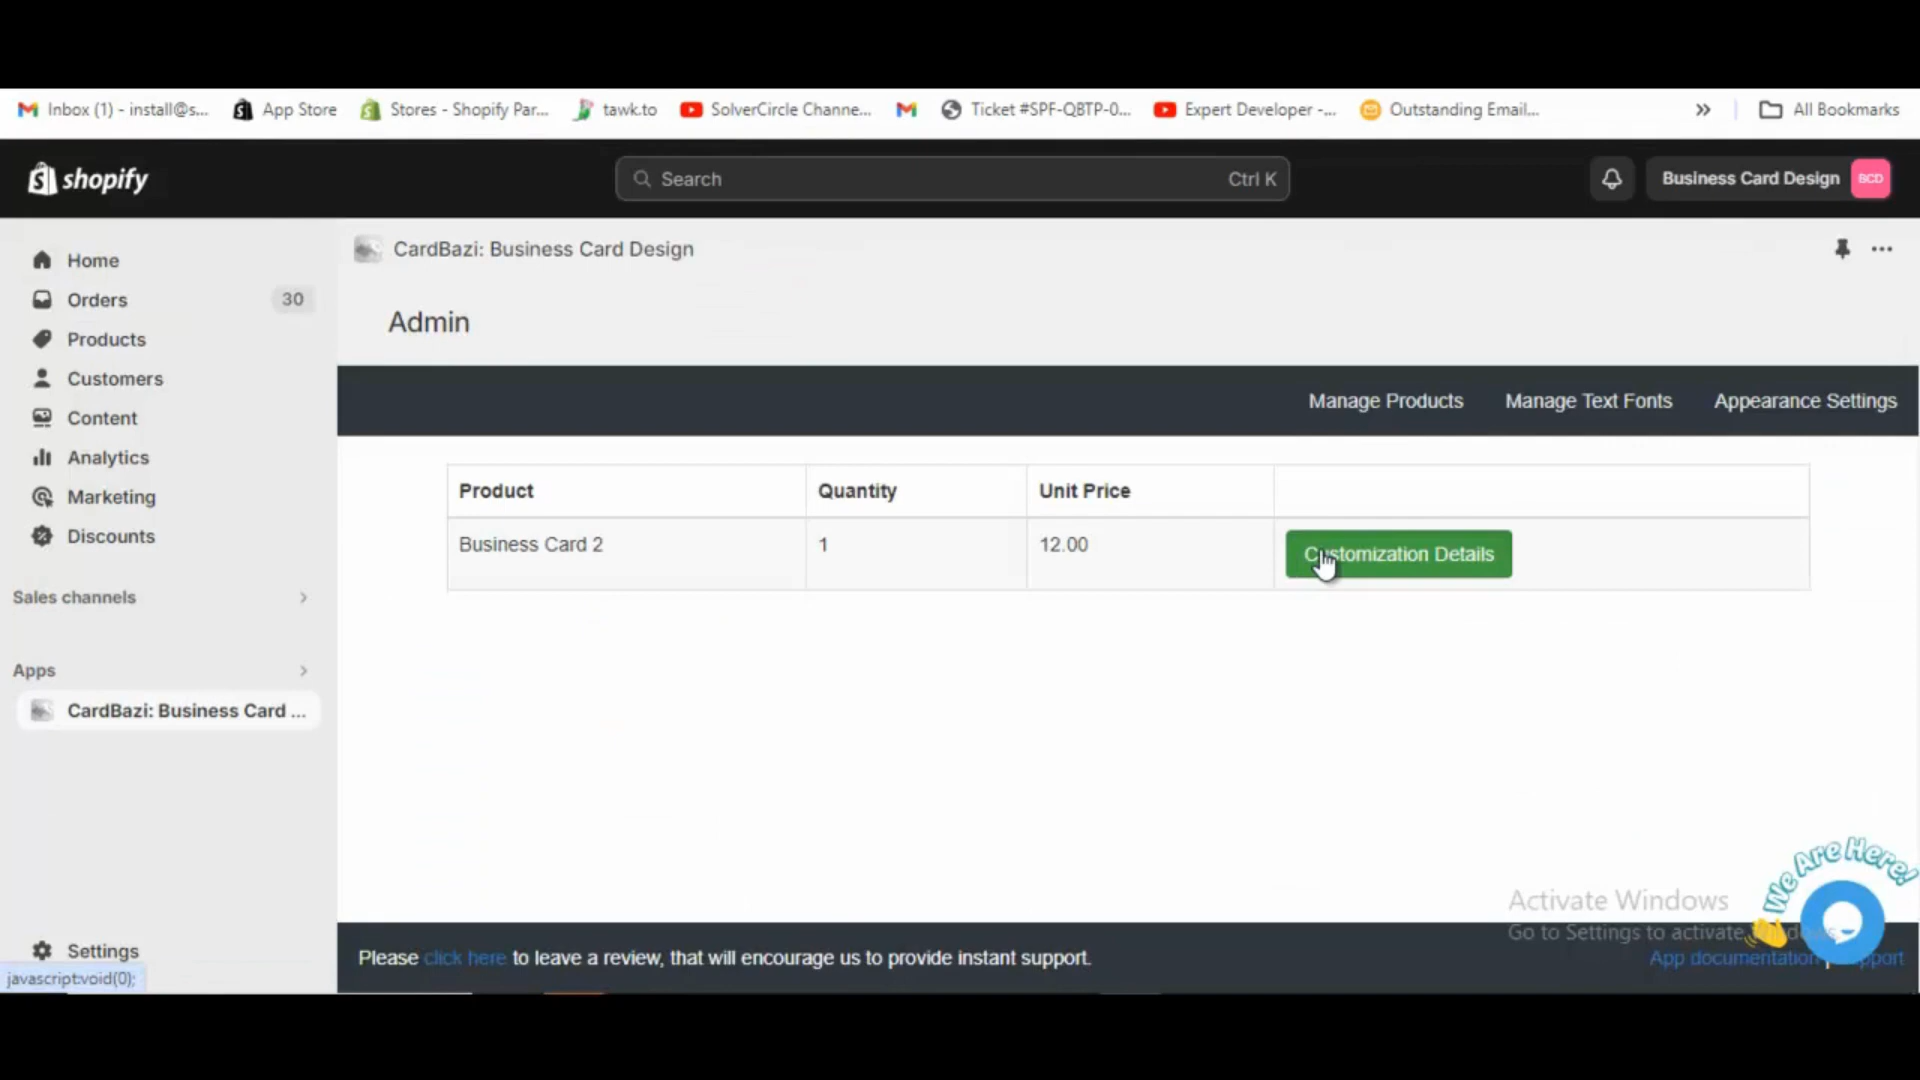 Inbox (1) - install@s... App Store Stores - Shopify Par... tawk.to SolverCircle Channe... Ticket #SPF-QBTP-0... Expert Developer -... Outstanding Email... » All Bookmarks
shopify Search Ctrl K Business Card Design BCD
Home
Orders 30
Products
Customers
Content
Analytics
Marketing
Discounts
Sales channels
Apps
CardBazi: Business Card ...
Settings
javascript:void(0);
CardBazi: Business Card Design
Admin
Manage Products Manage Text Fonts Appearance Settings
Product Quantity Unit Price
Business Card 2 1 12.00 Customization Details
We Are Here!
Activate Windows
Go to Settings to activate
Please click here to leave a review, that will encourage us to provide instant support.
App documentation |